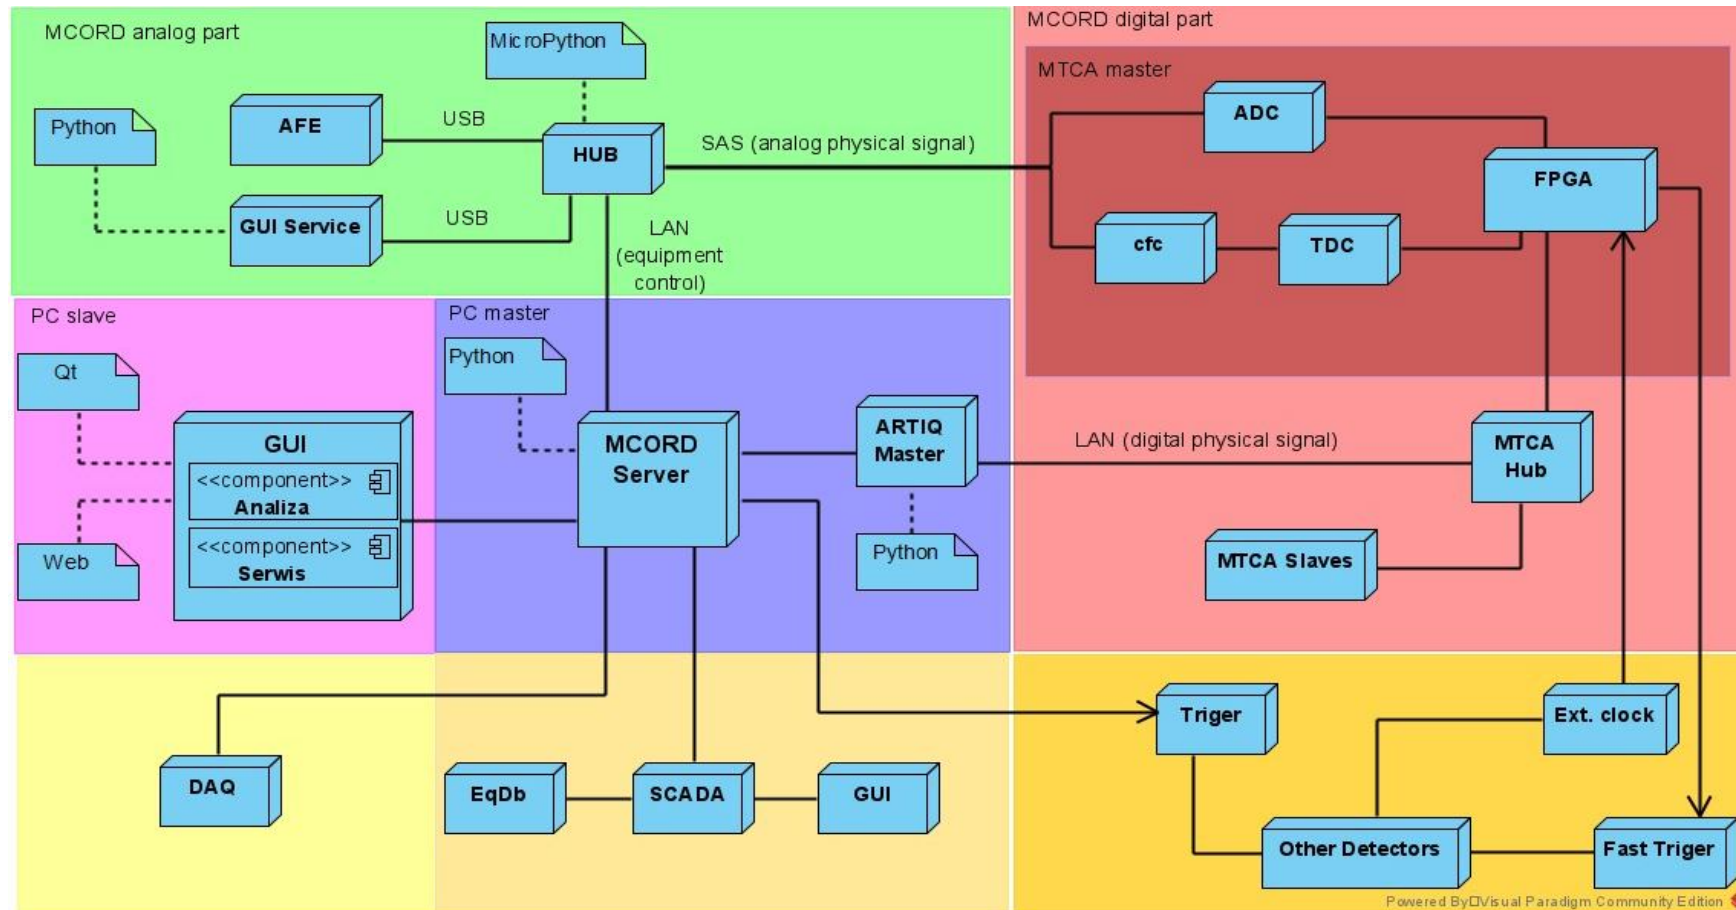 MCORD analog part
MicroPython
Python
AFE
USB
HUB
SAS (analog physical signal)
GUI Service
USB
LAN
(equipment
control)
MCORD digital part
MTCA master
ADC
FPGA
cfc
TDC
PC slave
Qt
GUI
<<component>>
Analiza
<<component>>
Serwis
Web
PC master
Python
MCORD
Server
ARTIQ
Master
Python
LAN (digital physical signal)
MTCA
Hub
MTCA Slaves
DAQ
EqDb
SCADA
GUI
Triger
Ext. clock
Other Detectors
Fast Triger
Powered By□Visual Paradigm Community Edition